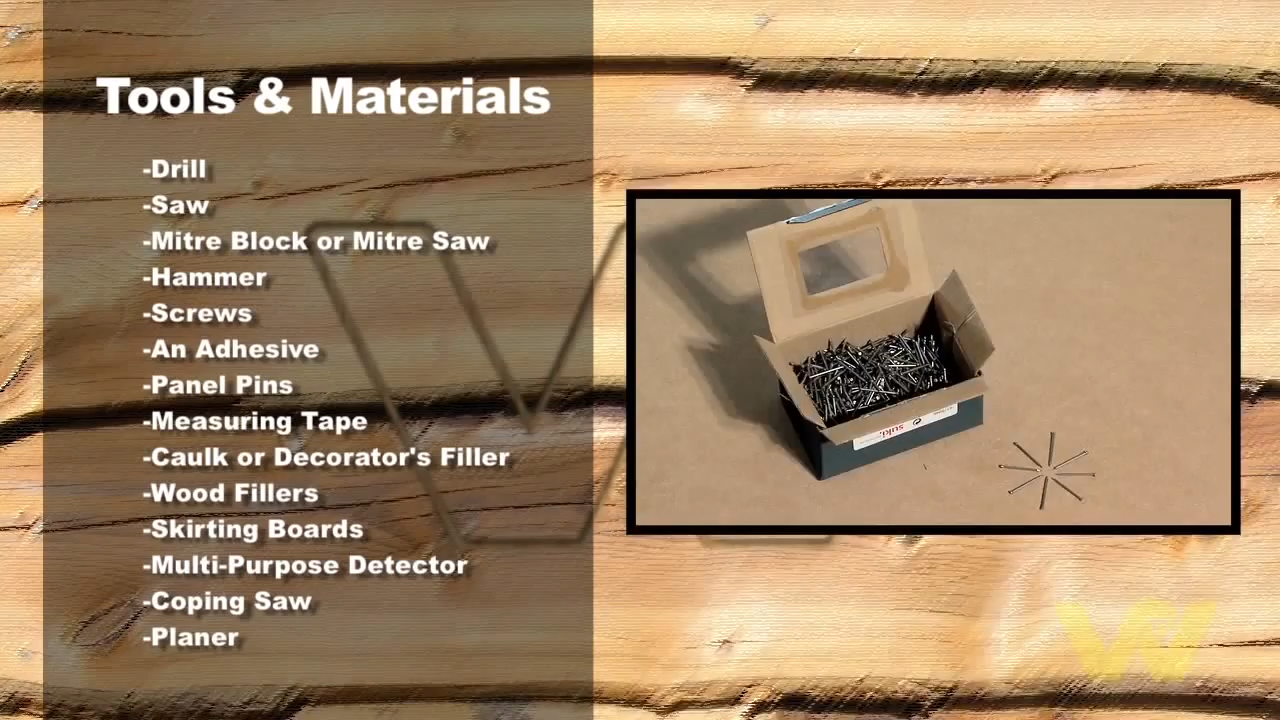 Tools & Materials
-Drill
-Saw
-Mitre Block or Mitre Saw
-Hammer
-Screws
-An Adhesive
-Panel Pins
-Measuring Tape
-Caulk or Decorator's Filler
-Wood Fillers
-Skirting Boards
-Multi-Purpose Detector
-Coping Saw
-Planer
suki.